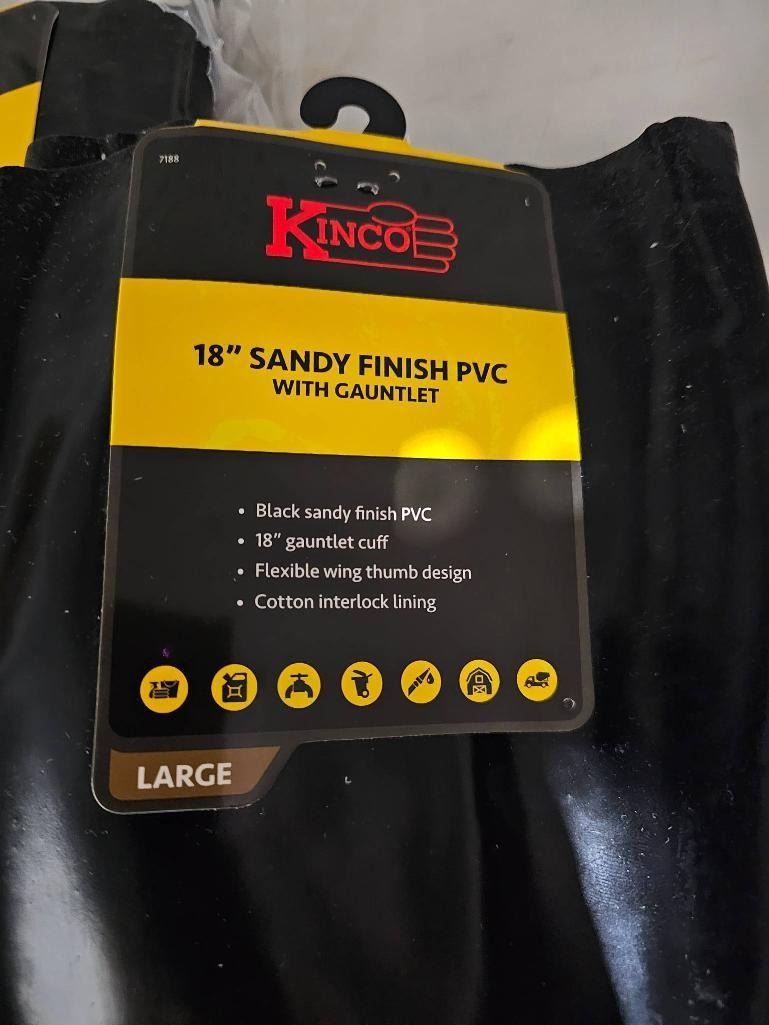 7188
KINCO
18” SANDY FINISH PVC
WITH GAUNTLET
• Black sandy finish PVC
• 18” gauntlet cuff
• Flexible wing thumb design
• Cotton interlock lining
LARGE